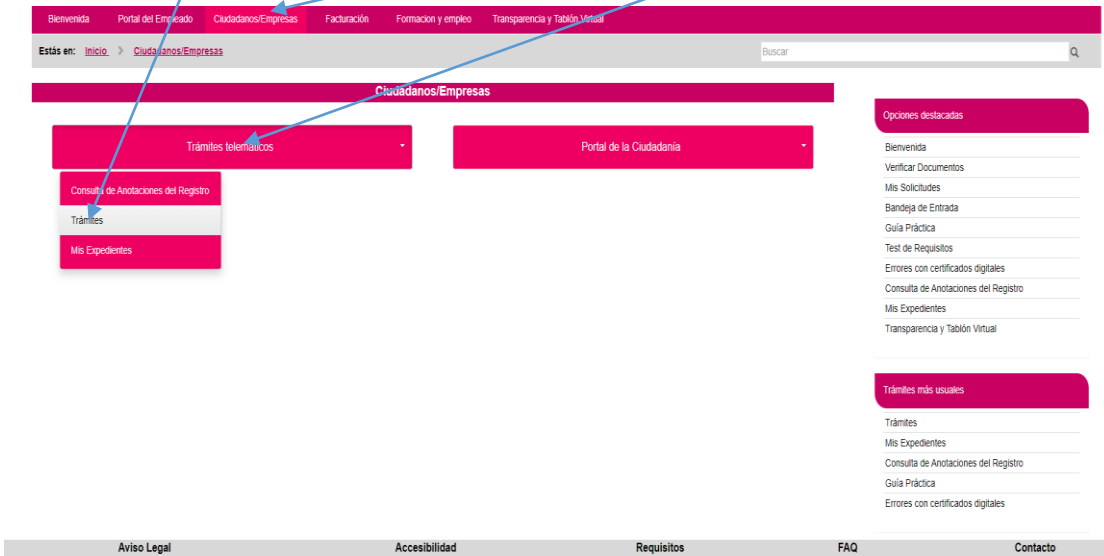 Bienvenida Portal del Empleado Ciudadanos/Empresas Facturación Formacion y empleo Transparencia y Tablón Virtual
Estás en: Inicio > Ciudadanos/Empresas
Buscar
Ciudadanos/Empresas
Trámites telemáticos
Portal de la Ciudadanía
Consulta de Anotaciones del Registro
Trámites
Mis Expedientes
Opciones destacadas
Bienvenida
Verificar Documentos
Mis Solicitudes
Bandeja de Entrada
Guía Práctica
Test de Requisitos
Errores con certificados digitales
Consulta de Anotaciones del Registro
Mis Expedientes
Transparencia y Tablón Virtual
Trámites más usuales
Trámites
Mis Expedientes
Consulta de Anotaciones del Registro
Guía Práctica
Errores con certificados digitales
Aviso Legal Accesibilidad Requisitos FAQ Contacto